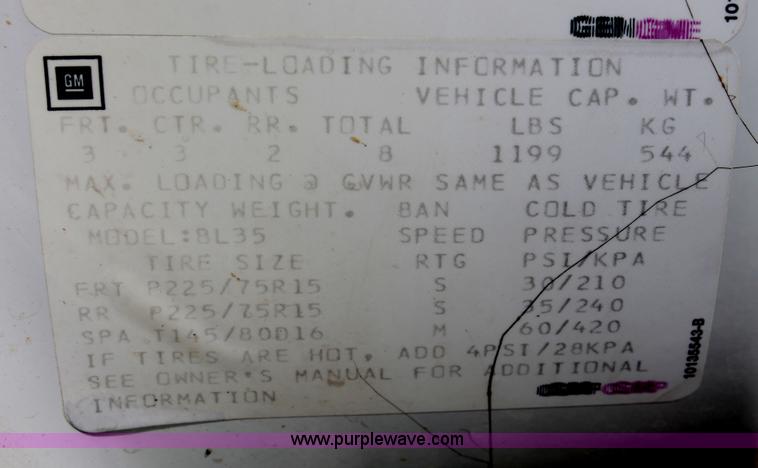 GM
TIRE-LOADING INFORMATION
OCCUPANTS VEHICLE CAP. WT.
FRT. CTR. RR. TOTAL LBS KG
3 3 2 8 1199 544
MAX. LOADING @ GVWR SAME AS VEHICLE
CAPACITY WEIGHT. 8AN COLD TIRE
MODEL:8L35 SPEED PRESSURE
TIRE SIZE RTG PSI/KPA
FRT P225/75R15 S 30/210
RR P225/75R15 S 35/240
SPA T145/80D16 M 60/420
IF TIRES ARE HOT, ADD 4PSI/28KPA
SEE OWNER'S MANUAL FOR ADDITIONAL
INFORMATION
10135543-B
www.purplewave.com